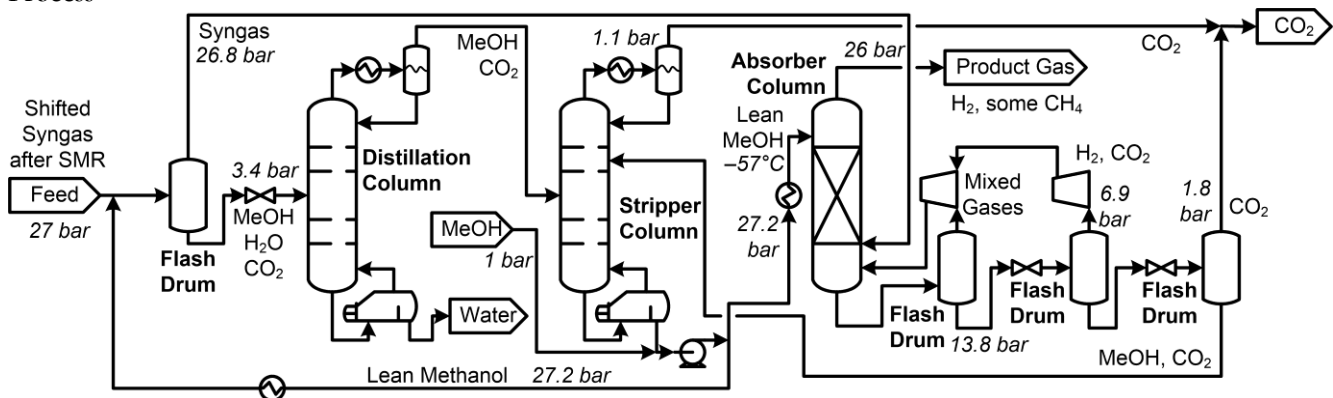 Process
Syngas
26.8 bar
Shifted
Syngas
after SMR
Feed
27 bar
Flash
Drum
3.4 bar
MeOH
H₂O
CO₂
Distillation
Column
MeOH
CO₂
Water
MeOH
1 bar
Lean Methanol
27.2 bar
1.1 bar
Stripper
Column
Absorber
Column
Lean
MeOH
–57°C
27.2
bar
26 bar
Product Gas
H₂, some CH₄
CO₂
CO₂
Mixed
Gases
H₂, CO₂
6.9
bar
1.8
bar
CO₂
Flash
Drum
13.8 bar
Flash
Drum
Flash
Drum
MeOH, CO₂